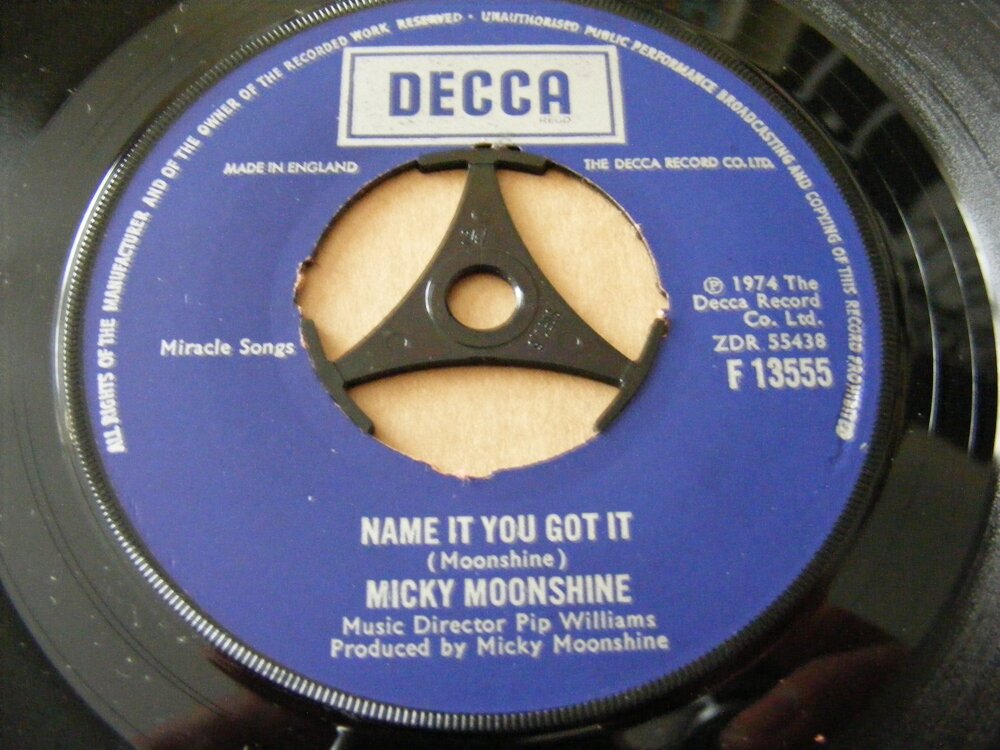 ALL RIGHTS OF THE MANUFACTURER AND OF THE OWNER OF THE RECORDED WORK RESERVED · UNAUTHORISED PUBLIC PERFORMANCE BROADCASTING AND COPYING OF THIS RECORD PROHIBITED
DECCA
REGD
MADE IN ENGLAND
THE DECCA RECORD CO. LTD.
Miracle Songs
℗ 1974 The
Decca Record
Co. Ltd.
ZDR 55438
F 13555
NAME IT YOU GOT IT
(Moonshine)
MICKY MOONSHINE
Music Director Pip Williams
Produced by Micky Moonshine